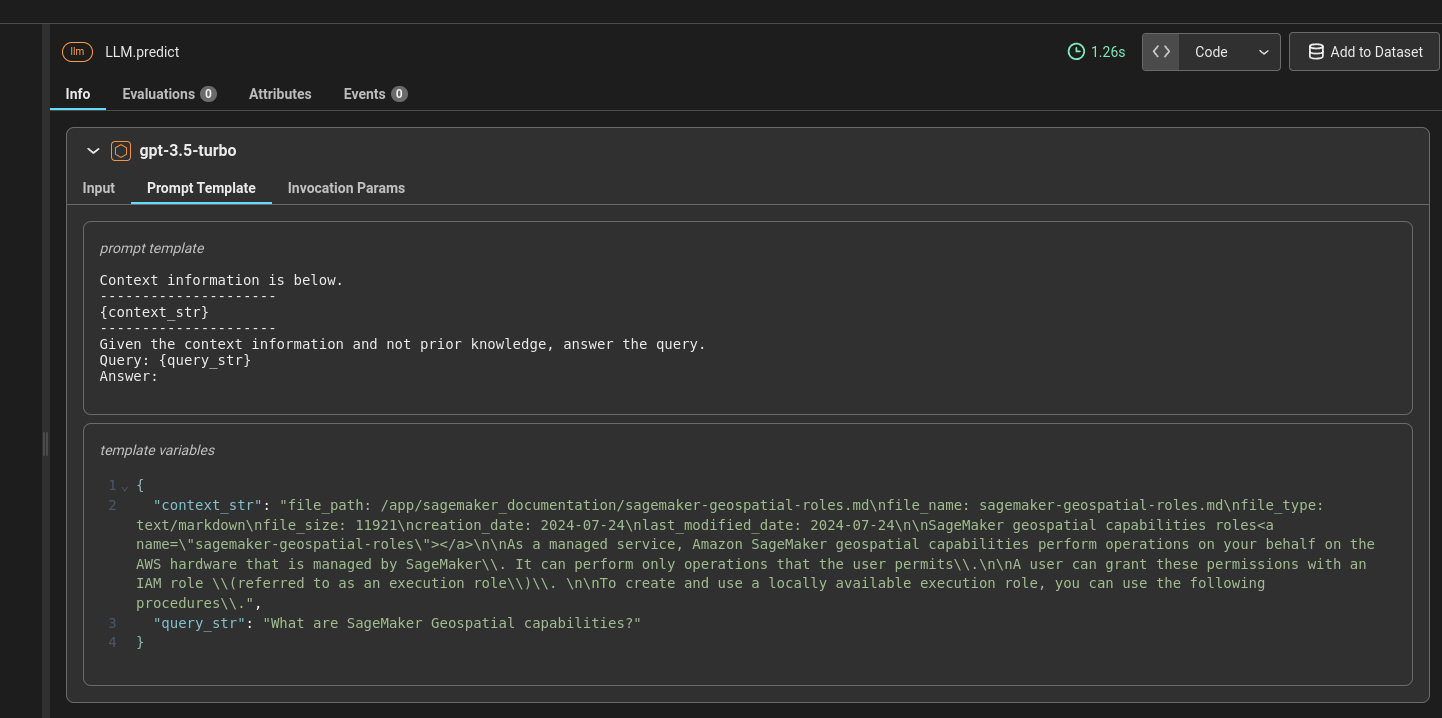 llm LLM.predict 1.26s Code Add to Dataset
Info Evaluations 0 Attributes Events 0
gpt-3.5-turbo
Input Prompt Template Invocation Params
prompt template
Context information is below.
---------------------
{context_str}
---------------------
Given the context information and not prior knowledge, answer the query.
Query: {query_str}
Answer:
template variables
1 {
2 "context_str": "file_path: /app/sagemaker_documentation/sagemaker-geospatial-roles.md\nfile_name: sagemaker-geospatial-roles.md\nfile_type:
text/markdown\nfile_size: 11921\ncreation_date: 2024-07-24\nlast_modified_date: 2024-07-24\n\nSageMaker geospatial capabilities roles<a
name=\"sagemaker-geospatial-roles\"></a>\n\nAs a managed service, Amazon SageMaker geospatial capabilities perform operations on your behalf on the
AWS hardware that is managed by SageMaker\\. It can perform only operations that the user permits\\.\n\nA user can grant these permissions with an
IAM role \\(referred to as an execution role\\)\\. \n\nTo create and use a locally available execution role, you can use the following
procedures\\.",
3 "query_str": "What are SageMaker Geospatial capabilities?"
4 }